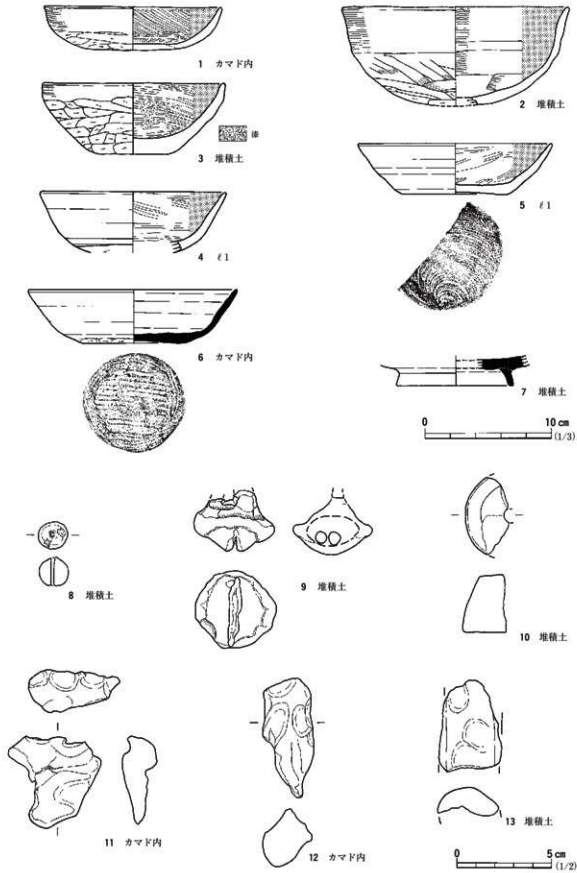 1 カマド内
2 堆積土
3 堆積土
漆
4 ℓ1
5 ℓ1
6 カマド内
7 堆積土
0 10 cm
(1/3)
8 堆積土
9 堆積土
10 堆積土
11 カマド内
12 カマド内
13 堆積土
0 5 cm
(1/2)